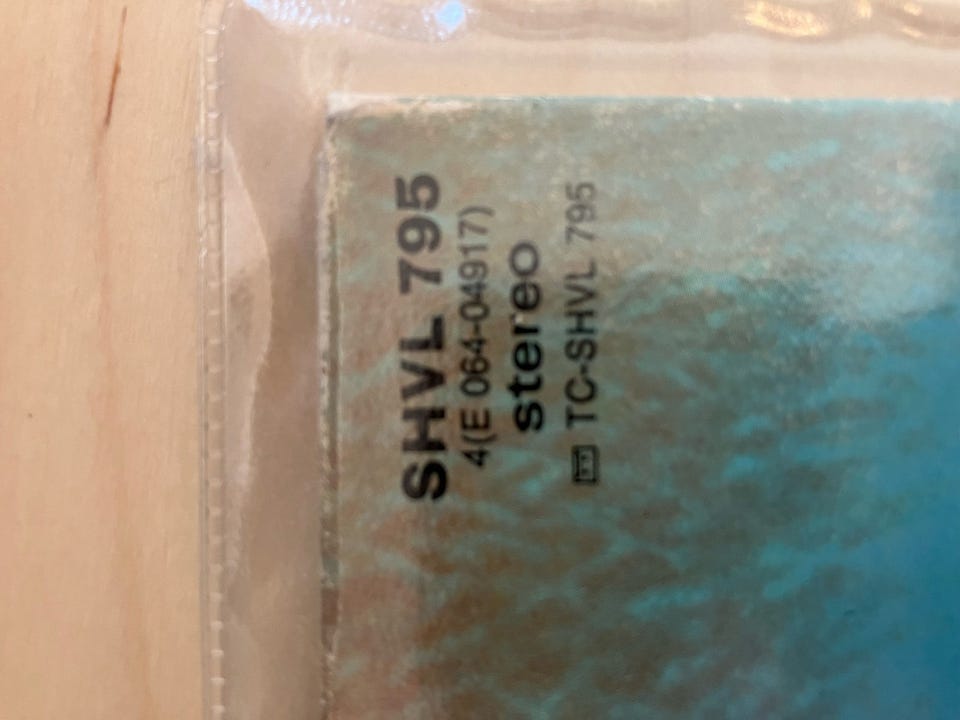 SHVL 795
4(E 064-04917)
stereo
TC-SHVL 795